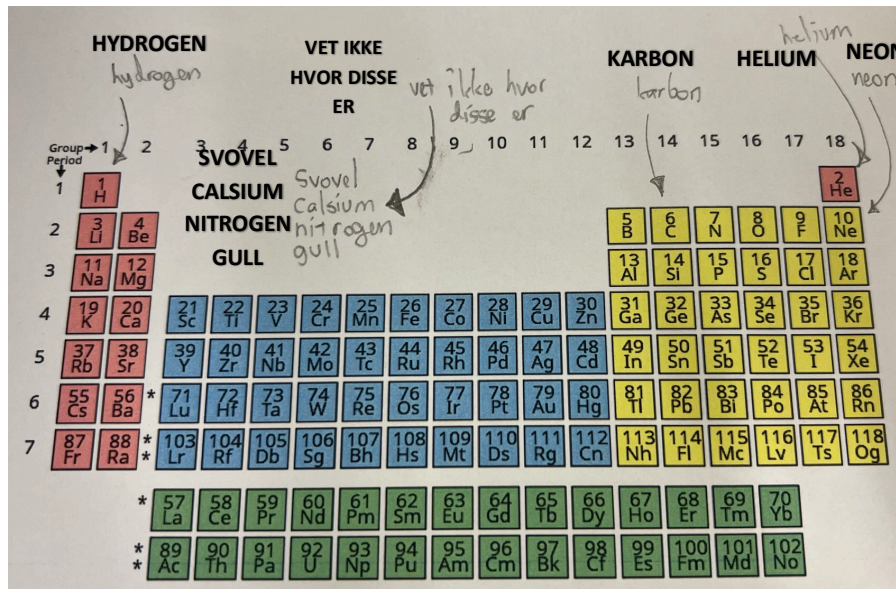 HYDROGEN
hydrogen
VET IKKE
HVOR DISSE
ER
vet ikke hvor
disse er
KARBON
karbon
HELIUM
helium
NEON
neon
Group 1 2 3 4 5 6 7 8 9 10 11 12 13 14 15 16 17 18
Period
SVOVEL
CALSIUM
NITROGEN
GULL
Svovel
Calsium
nitrogen
gull
1 1 2
H He
2 3 4 5 6 7 8 9 10
Li Be B C N O F Ne
3 11 12 13 14 15 16 17 18
Na Mg Al Si P S Cl Ar
4 19 20 21 22 23 24 25 26 27 28 29 30 31 32 33 34 35 36
K Ca Sc Ti V Cr Mn Fe Co Ni Cu Zn Ga Ge As Se Br Kr
5 37 38 39 40 41 42 43 44 45 46 47 48 49 50 51 52 53 54
Rb Sr Y Zr Nb Mo Tc Ru Rh Pd Ag Cd In Sn Sb Te I Xe
6 55 56 * 71 72 73 74 75 76 77 78 79 80 81 82 83 84 85 86
Cs Ba Lu Hf Ta W Re Os Ir Pt Au Hg Tl Pb Bi Po At Rn
7 87 88 * 103 104 105 106 107 108 109 110 111 112 113 114 115 116 117 118
Fr Ra * Lr Rf Db Sg Bh Hs Mt Ds Rg Cn Nh Fl Mc Lv Ts Og
* 57 58 59 60 61 62 63 64 65 66 67 68 69 70
La Ce Pr Nd Pm Sm Eu Gd Tb Dy Ho Er Tm Yb
* 89 90 91 92 93 94 95 96 97 98 99 100 101 102
* Ac Th Pa U Np Pu Am Cm Bk Cf Es Fm Md No